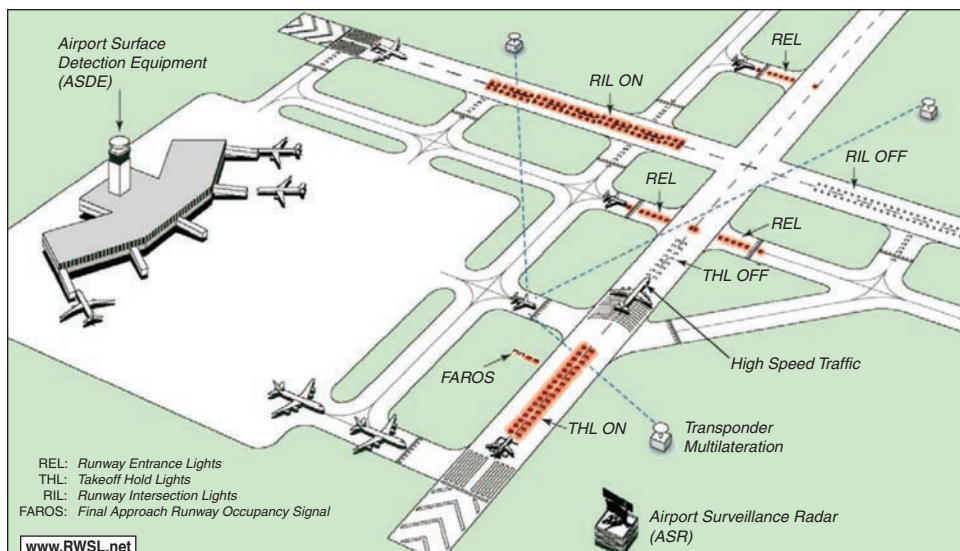 Airport Surface
Detection Equipment
(ASDE)
REL
RIL ON
RIL OFF
REL
REL
THL OFF
High Speed Traffic
FAROS
THL ON
Transponder
Multilateration
REL: Runway Entrance Lights
THL: Takeoff Hold Lights
RIL: Runway Intersection Lights
FAROS: Final Approach Runway Occupancy Signal
Airport Surveillance Radar
(ASR)
www.RWSL.net